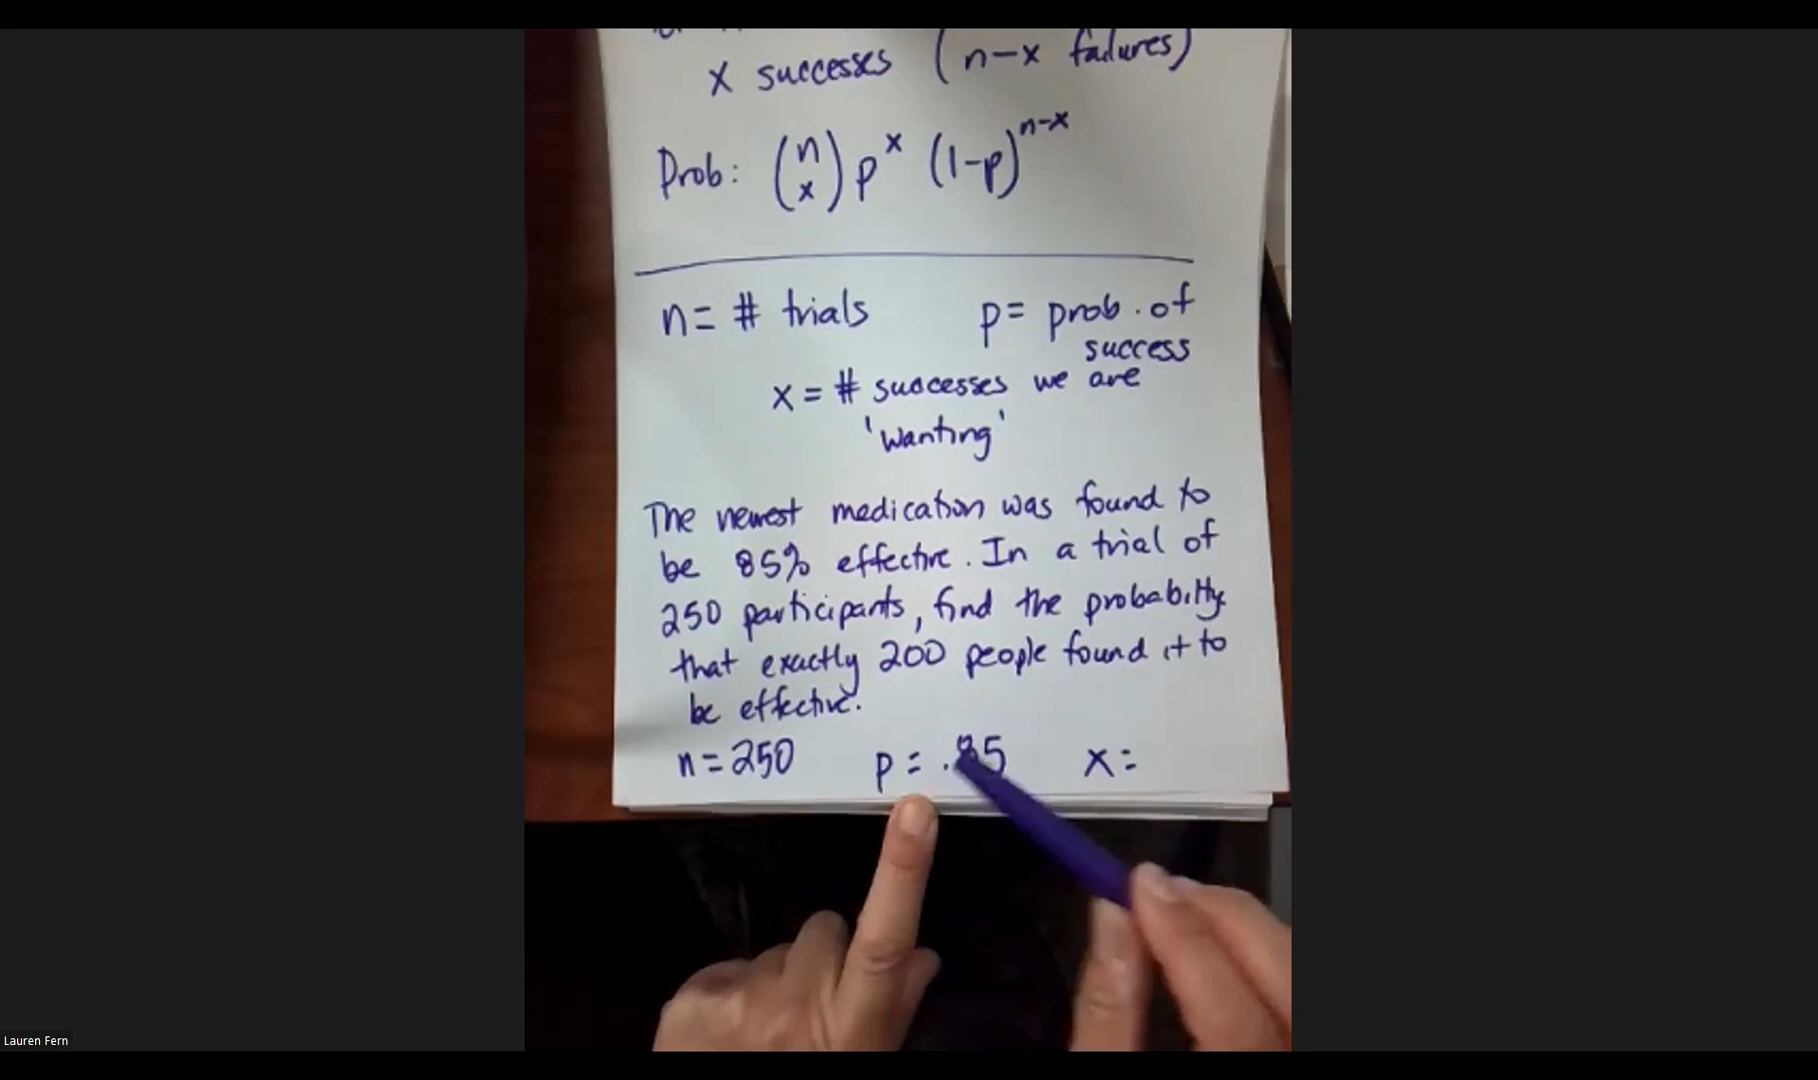 X successes (n-x failures)
Prob: (n x) p^x (1-p)^n-x
n = # trials p = prob. of
success
x = # successes we are
'wanting'
The newest medication was found to
be 85% effective. In a trial of
250 participants, find the probability
that exactly 200 people found it to
be effective.
n = 250 p = .85 x =
Lauren Fern